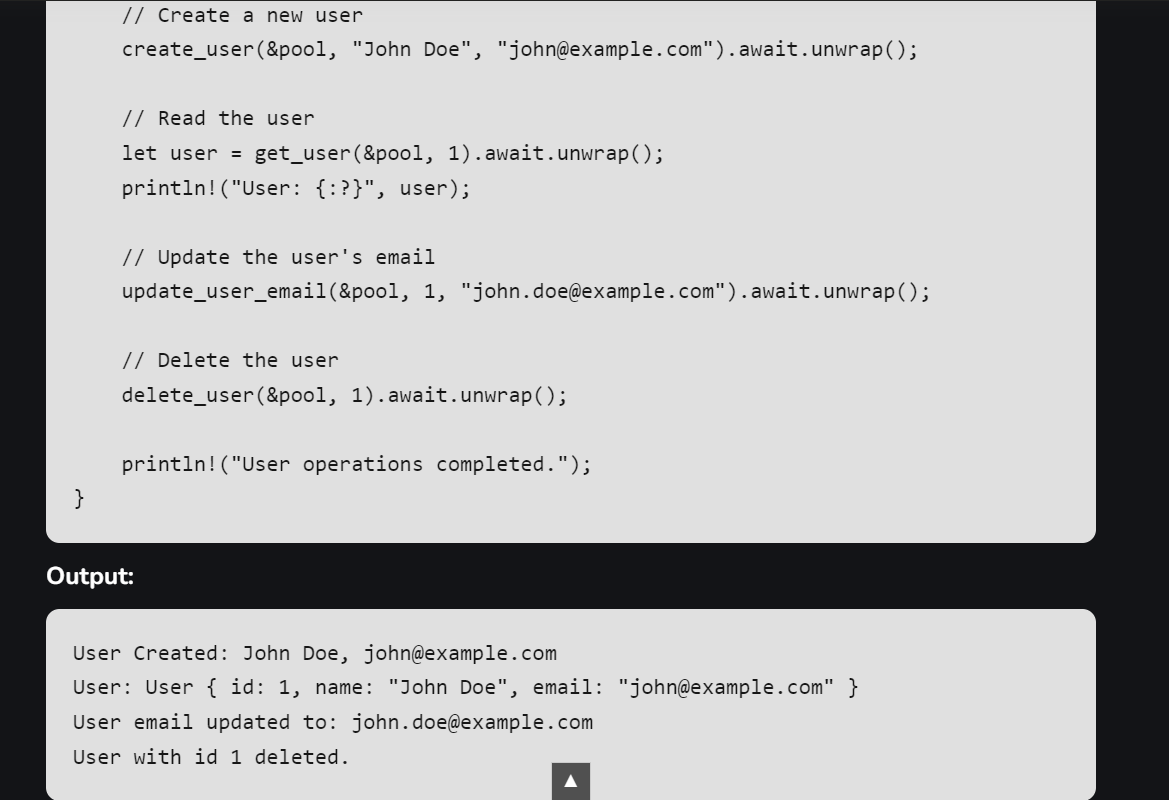 // Create a new user
create_user(&pool, "John Doe", "john@example.com").await.unwrap();
// Read the user
let user = get_user(&pool, 1).await.unwrap();
println!("User: {:?}", user);
// Update the user's email
update_user_email(&pool, 1, "john.doe@example.com").await.unwrap();
// Delete the user
delete_user(&pool, 1).await.unwrap();
println!("User operations completed.");
}
Output:
User Created: John Doe, john@example.com
User: User { id: 1, name: "John Doe", email: "john@example.com" }
User email updated to: john.doe@example.com
User with id 1 deleted.